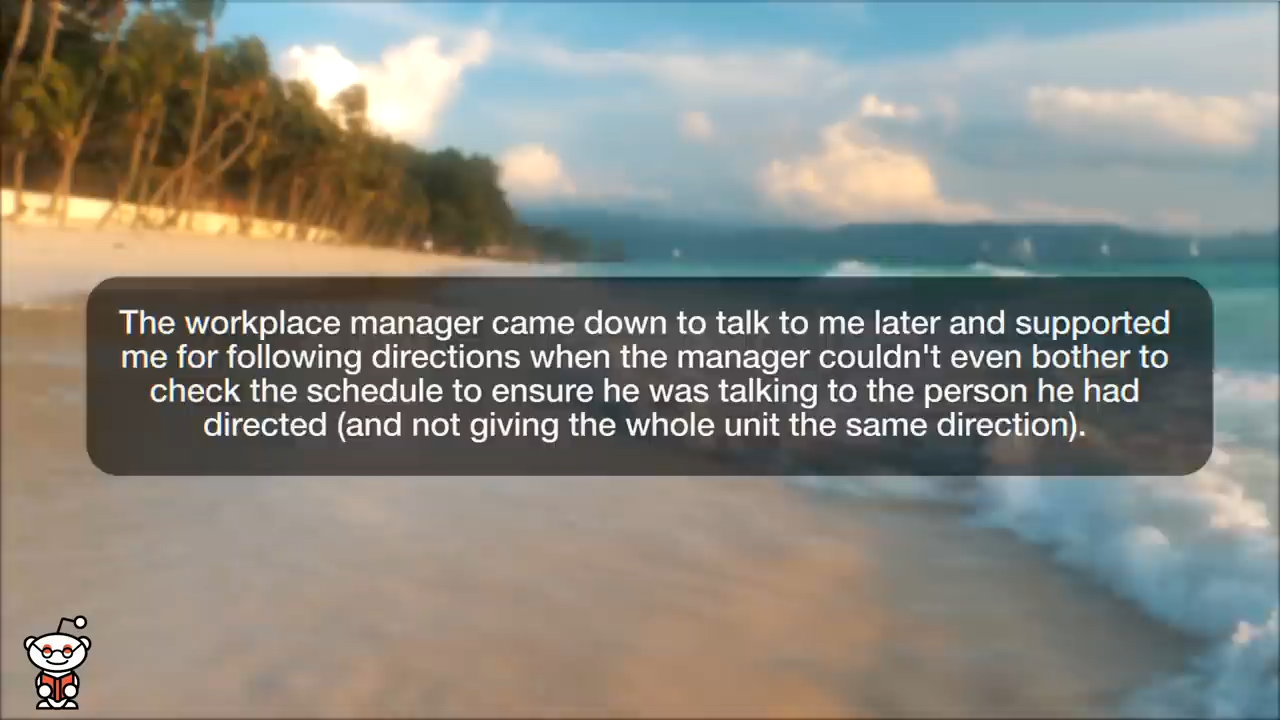 The workplace manager came down to talk to me later and supported
me for following directions when the manager couldn't even bother to
check the schedule to ensure he was talking to the person he had
directed (and not giving the whole unit the same direction).